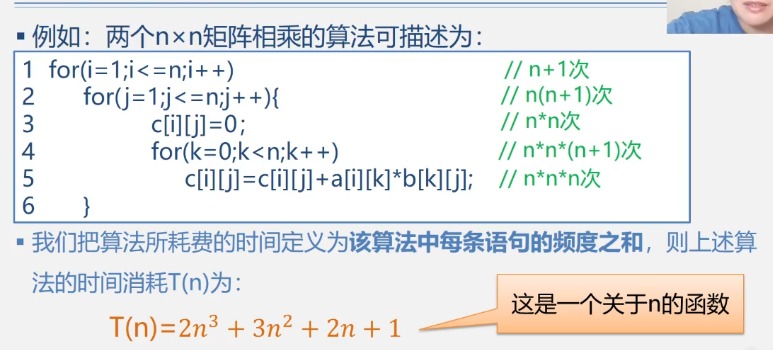 ▪ 例如：两个n×n矩阵相乘的算法可描述为：
1 for(i=1;i<=n;i++) // n+1次
2 for(j=1;j<=n;j++){ // n(n+1)次
3 c[i][j]=0; // n*n次
4 for(k=0;k<n;k++) // n*n*(n+1)次
5 c[i][j]=c[i][j]+a[i][k]*b[k][j]; // n*n*n次
6 }
▪ 我们把算法所耗费的时间定义为该算法中每条语句的频度之和，则上述算
法的时间消耗T(n)为：
T(n)=2n³ + 3n² + 2n + 1
这是一个关于n的函数